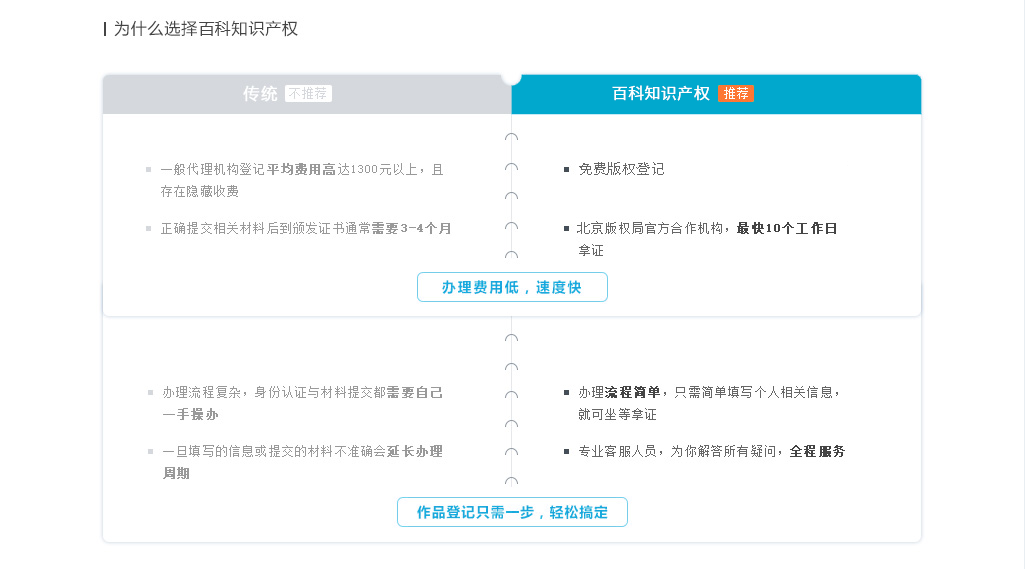 为什么选择百科知识产权
传统 不推荐
百科知识产权 推荐
一般代理机构登记平均费用高达1300元以上，且
存在隐藏收费
免费版权登记
正确提交相关材料后到颁发证书通常需要3-4个月
北京版权局官方合作机构，最快10个工作日
拿证
办理费用低，速度快
办理流程复杂，身份认证与材料提交都需要自己
一手操办
办理流程简单，只需简单填写个人相关信息，
就可坐等拿证
一旦填写的信息或提交的材料不准确会延长办理
周期
专业客服人员，为你解答所有疑问，全程服务
作品登记只需一步，轻松搞定